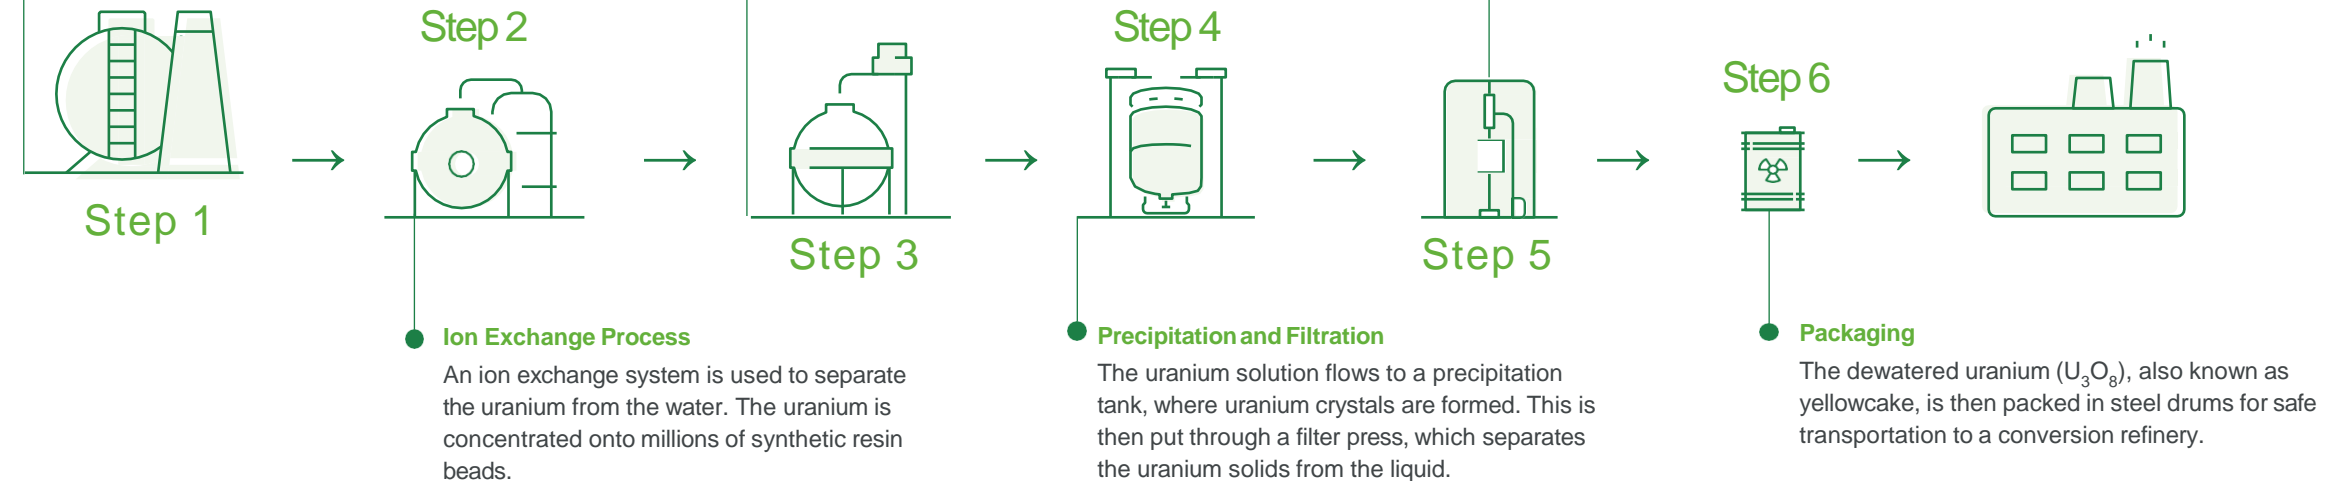 Step 1
Step 2
Step 3
Step 4
Step 5
Step 6
Ion Exchange Process
An ion exchange system is used to separate
the uranium from the water. The uranium is
concentrated onto millions of synthetic resin
beads.
Precipitation and Filtration
The uranium solution flows to a precipitation
tank, where uranium crystals are formed. This is
then put through a filter press, which separates
the uranium solids from the liquid.
Packaging
The dewatered uranium (U₃O₈), also known as
yellowcake, is then packed in steel drums for safe
transportation to a conversion refinery.